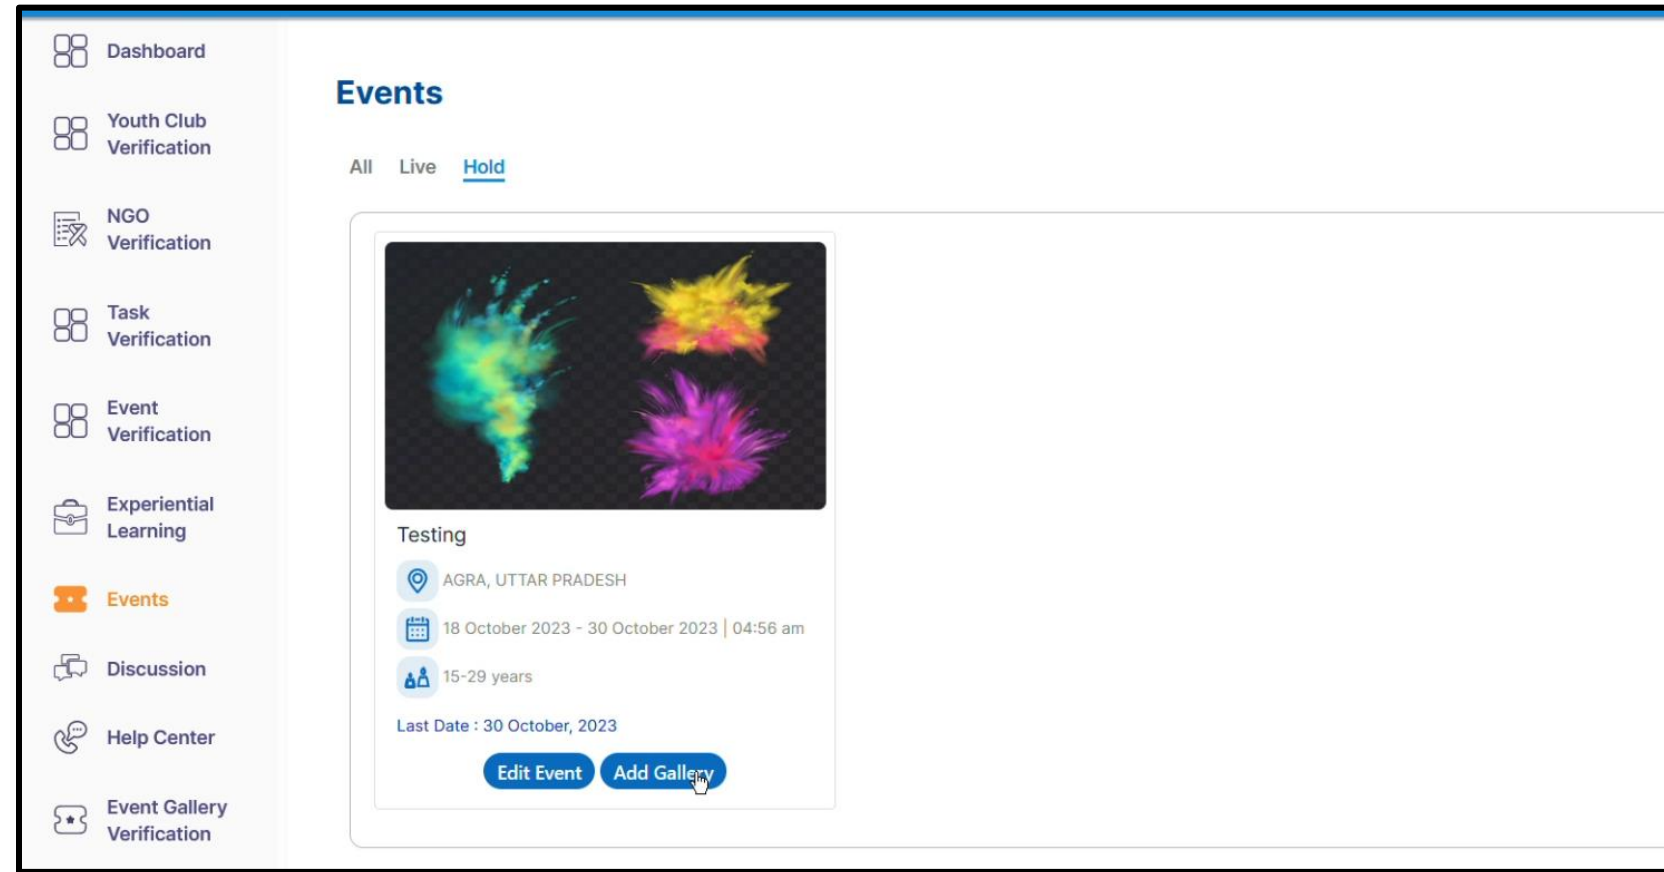 Dashboard
Youth Club
Verification
NGO
Verification
Task
Verification
Event
Verification
Experiential
Learning
Events
Discussion
Help Center
Event Gallery
Verification
Events
All Live Hold
Testing
AGRA, UTTAR PRADESH
18 October 2023 - 30 October 2023 | 04:56 am
15-29 years
Last Date : 30 October, 2023
Edit Event Add Gallery